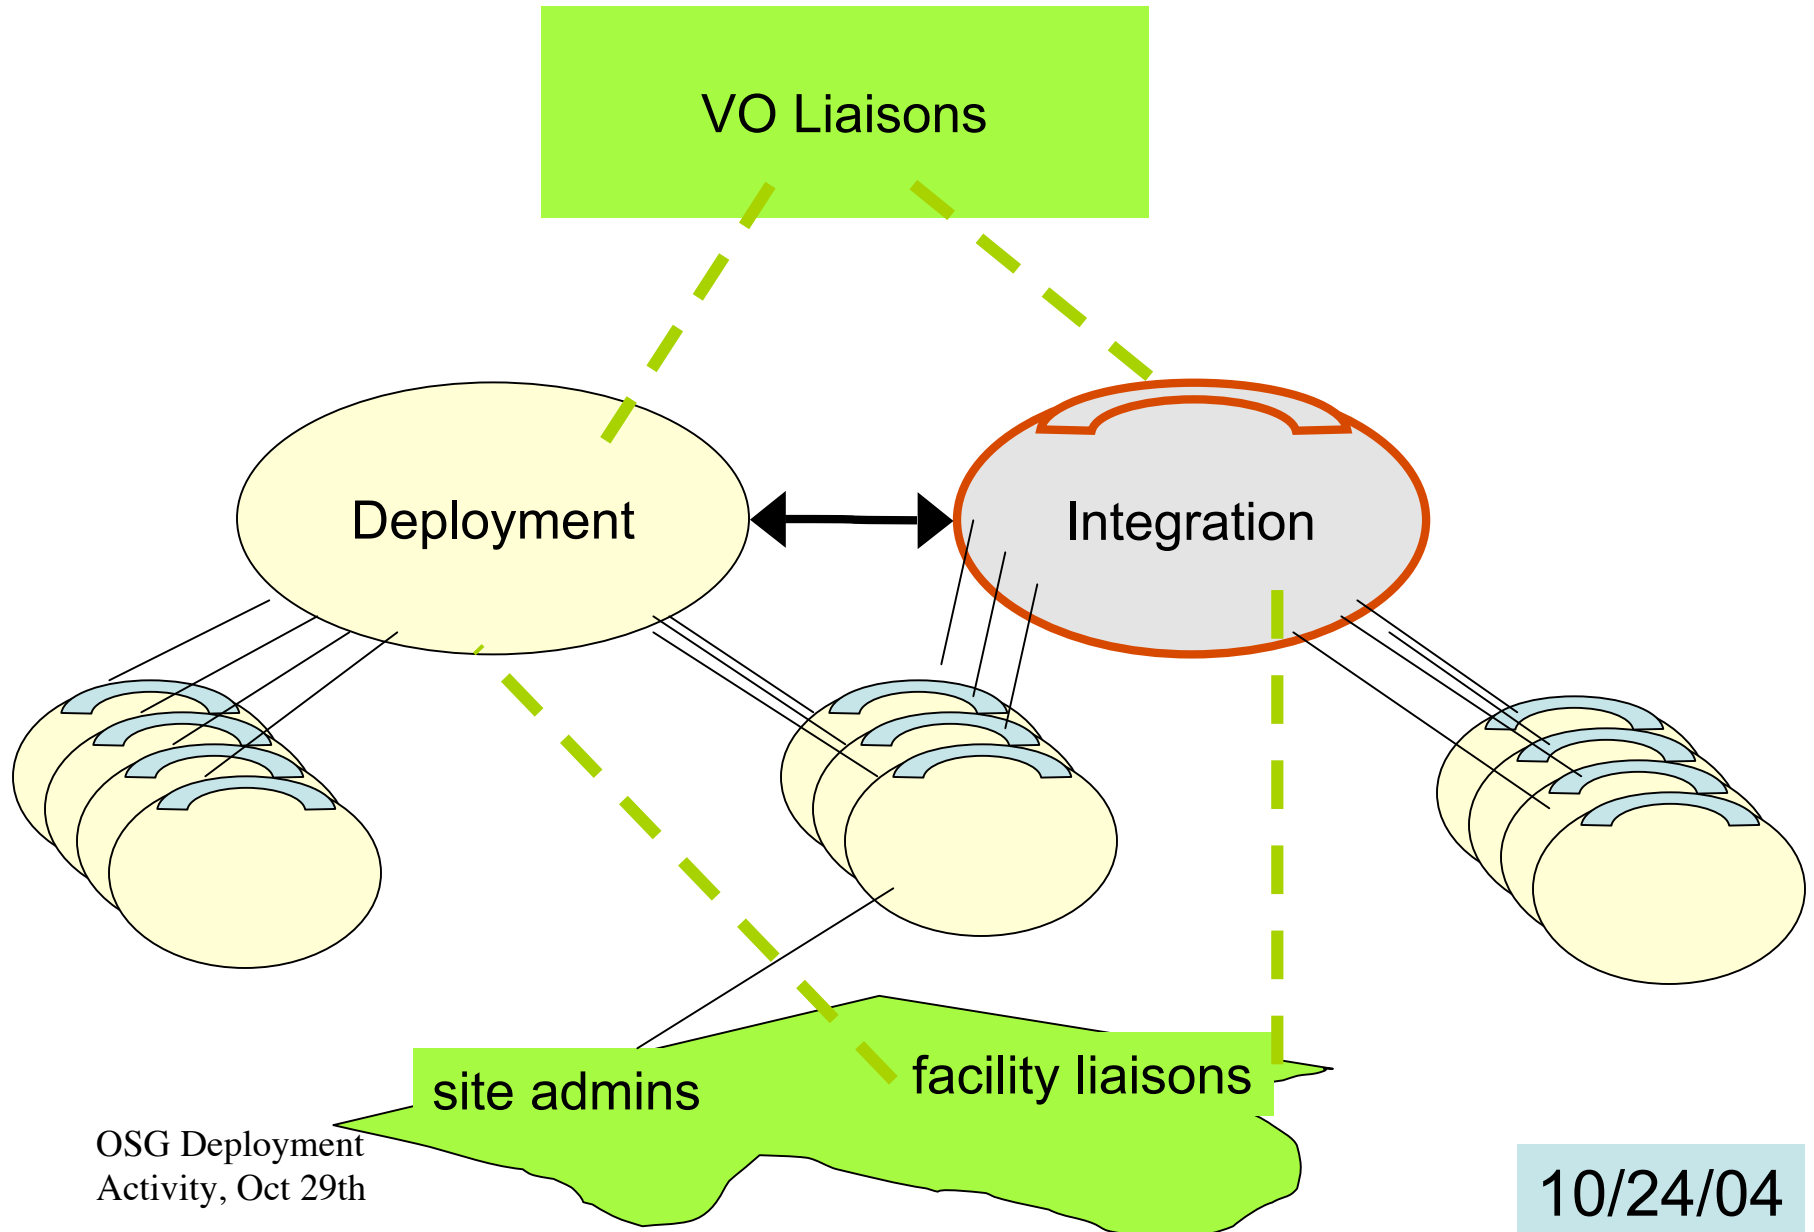 VO Liaisons
Deployment
Integration
site admins
facility liaisons
OSG Deployment
Activity, Oct 29th
10/24/04